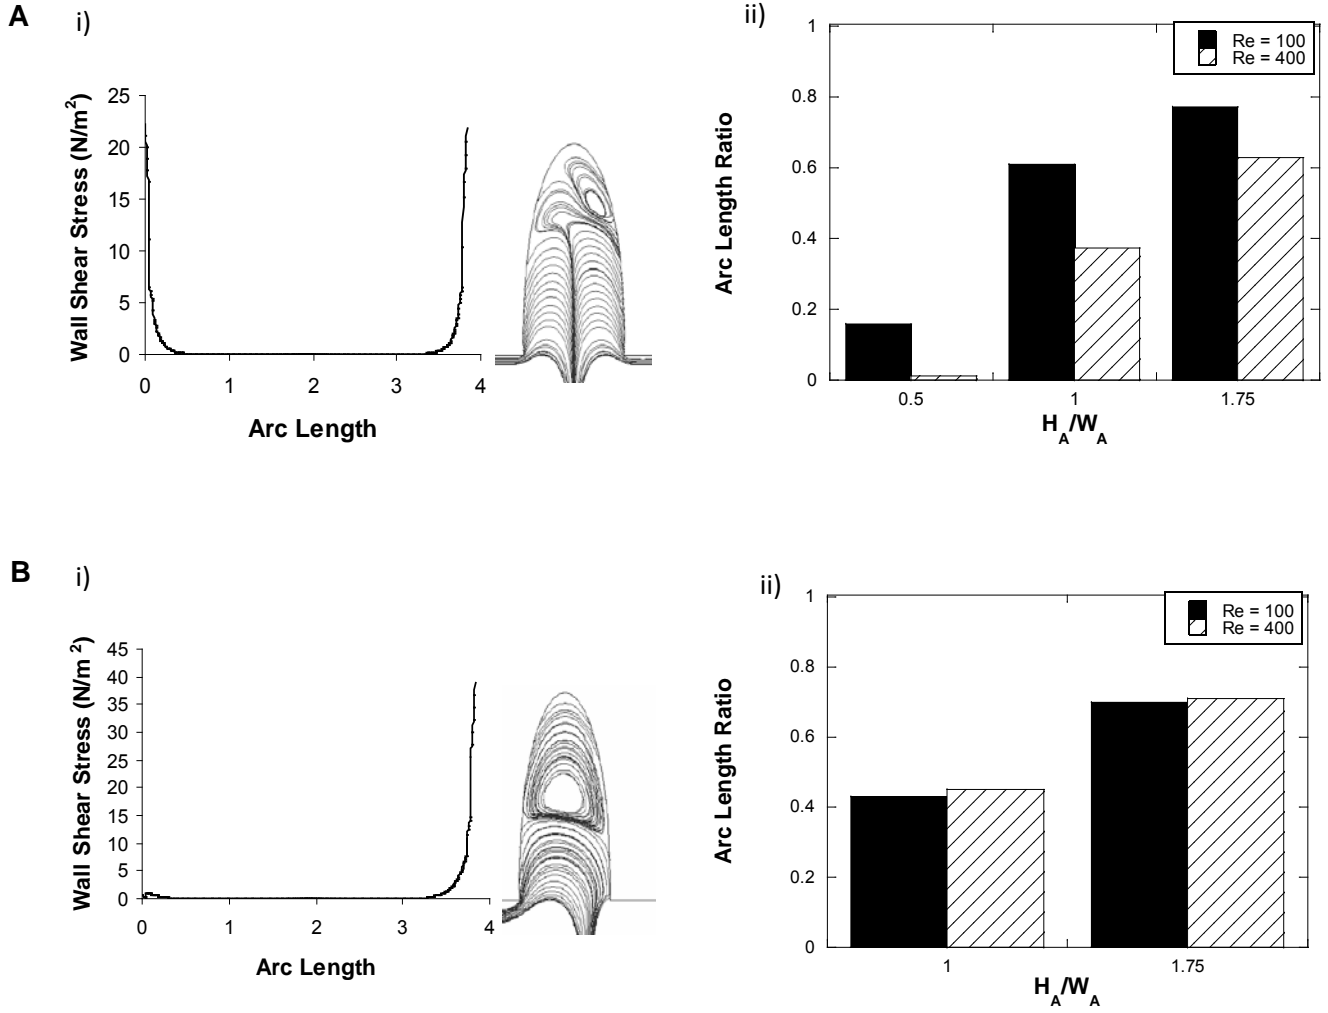 A
i)
Wall Shear Stress (N/m²)
25
20
15
10
5
0
0 1 2 3 4
Arc Length
ii)
Arc Length Ratio
1
0.8
0.6
0.4
0.2
0
Re = 100
Re = 400
0.5 1 1.75
H_A/W_A
B
i)
Wall Shear Stress (N/m²)
45
40
35
30
25
20
15
10
5
0
0 1 2 3 4
Arc Length
ii)
Arc Length Ratio
1
0.8
0.6
0.4
0.2
0
Re = 100
Re = 400
1 1.75
H_A/W_A